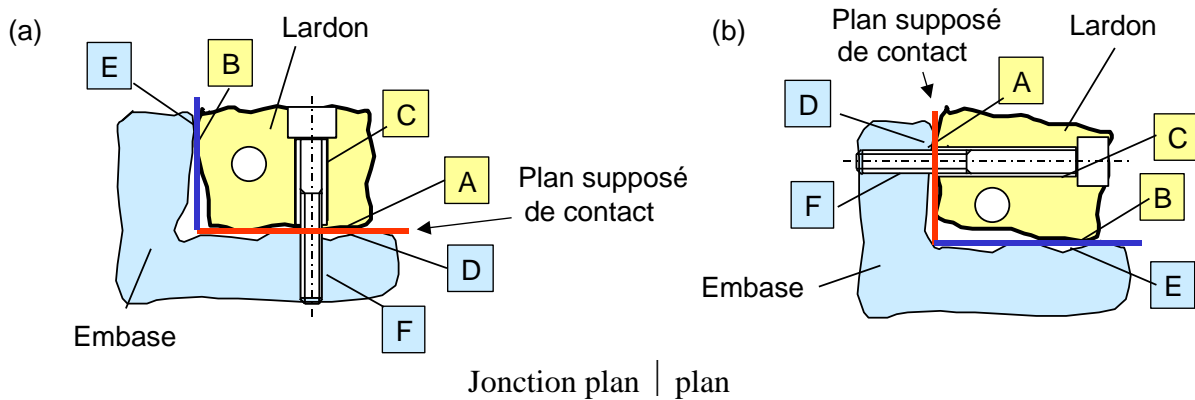 (a)
Lardon
E
B
C
A
Plan supposé
de contact
D
Embase
F
(b)
Plan supposé
de contact
Lardon
A
D
C
F
B
Embase
E
Jonction plan | plan